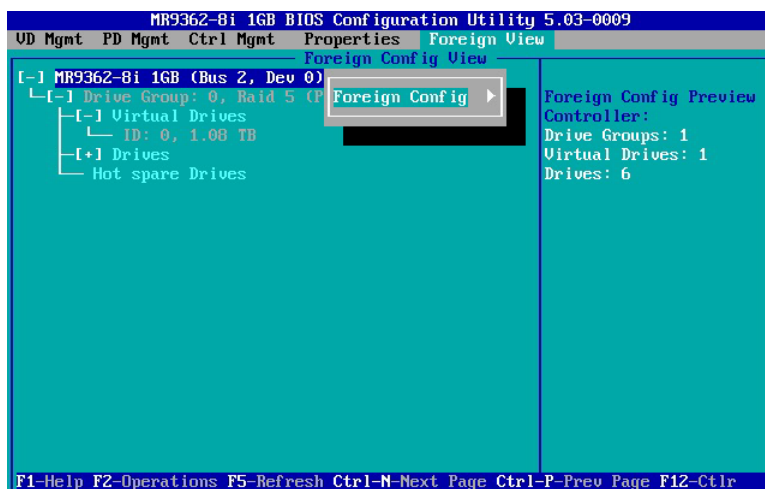 MR9362-8i 1GB BIOS Configuration Utility 5.03-0009
VD Mgmt PD Mgmt Ctrl Mgmt Properties Foreign View
Foreign Config View
[-] MR9362-8i 1GB (Bus 2, Dev 0)
[-] Drive Group: 0, Raid 5 (P
Foreign Config
[-] Virtual Drives
ID: 0, 1.08 TB
[+] Drives
Hot spare Drives
Foreign Config Preview
Controller:
Drive Groups: 1
Virtual Drives: 1
Drives: 6
F1-Help F2-Operations F5-Refresh Ctrl-N-Next Page Ctrl-P-Prev Page F12-Ctlr